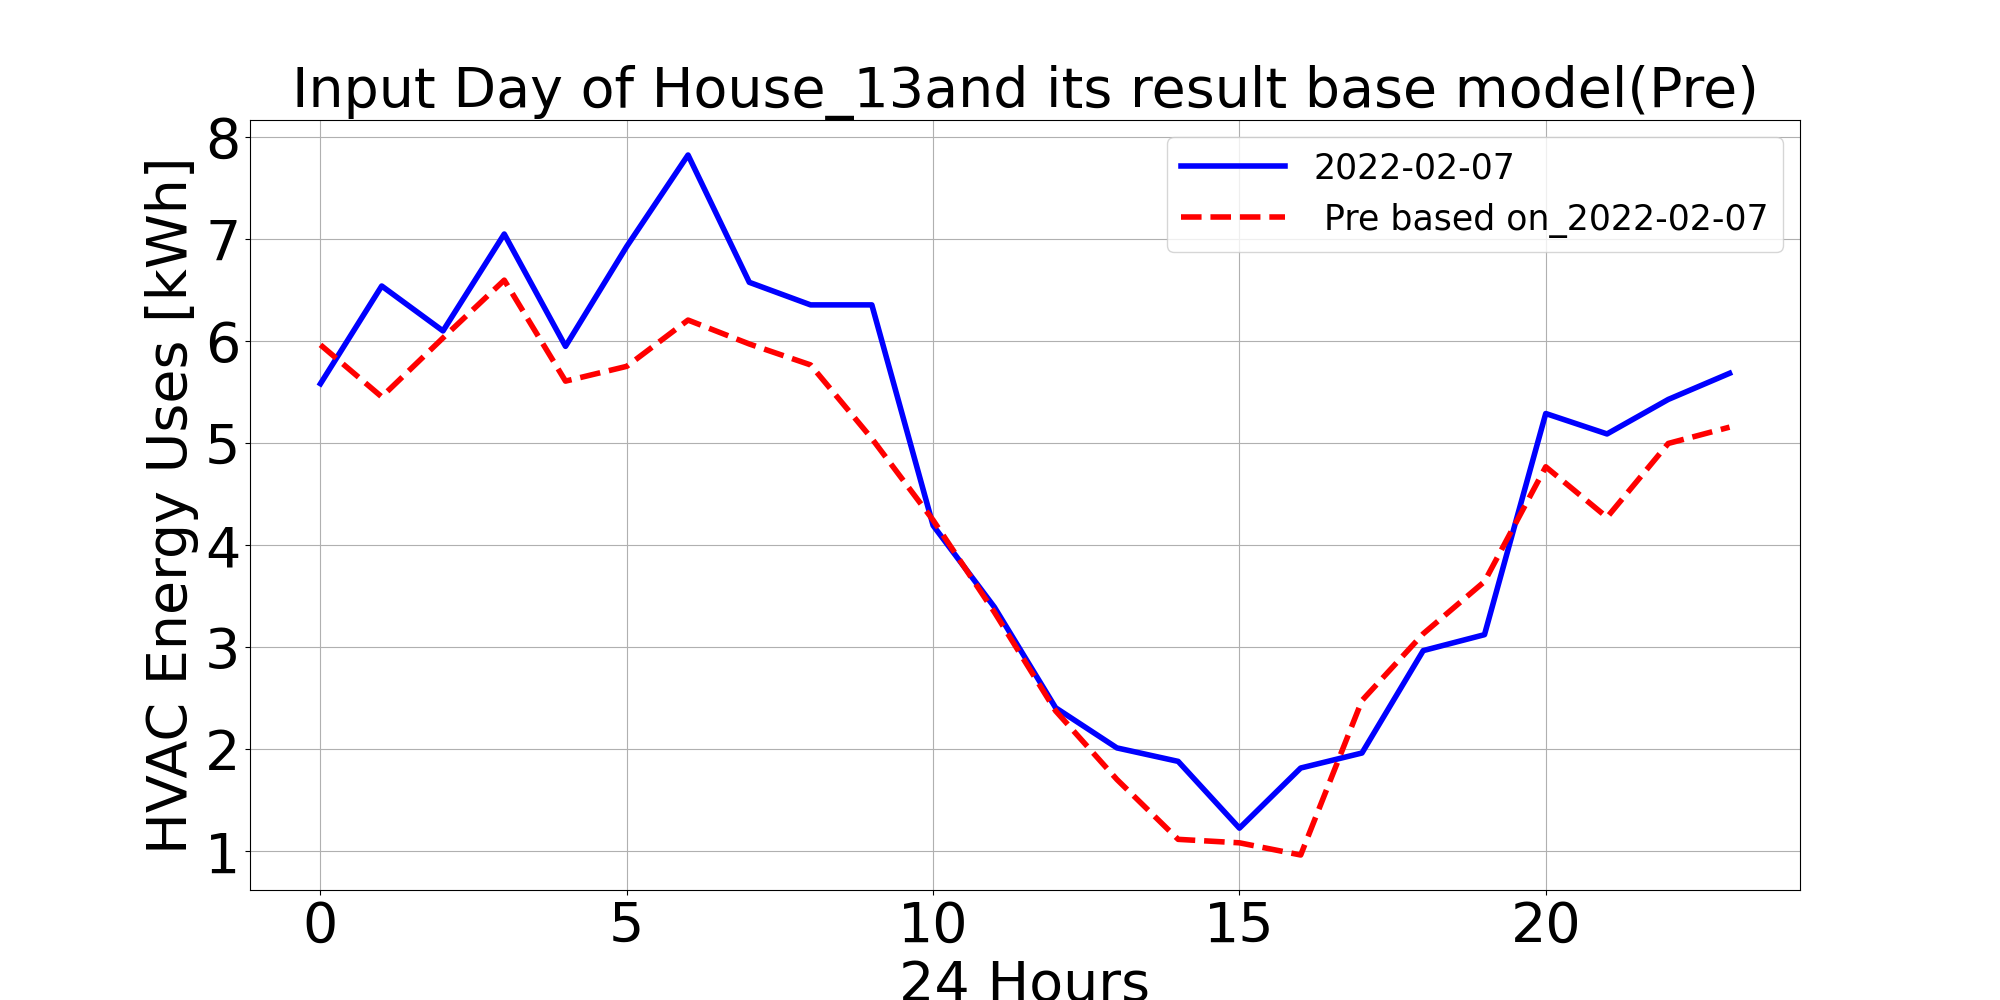 Input Day of House_13and its result base model(Pre)
HVAC Energy Uses [kWh]
8
7
6
5
4
3
2
1
2022-02-07
Pre based on_2022-02-07
0 5 10 15 20
24 Hours